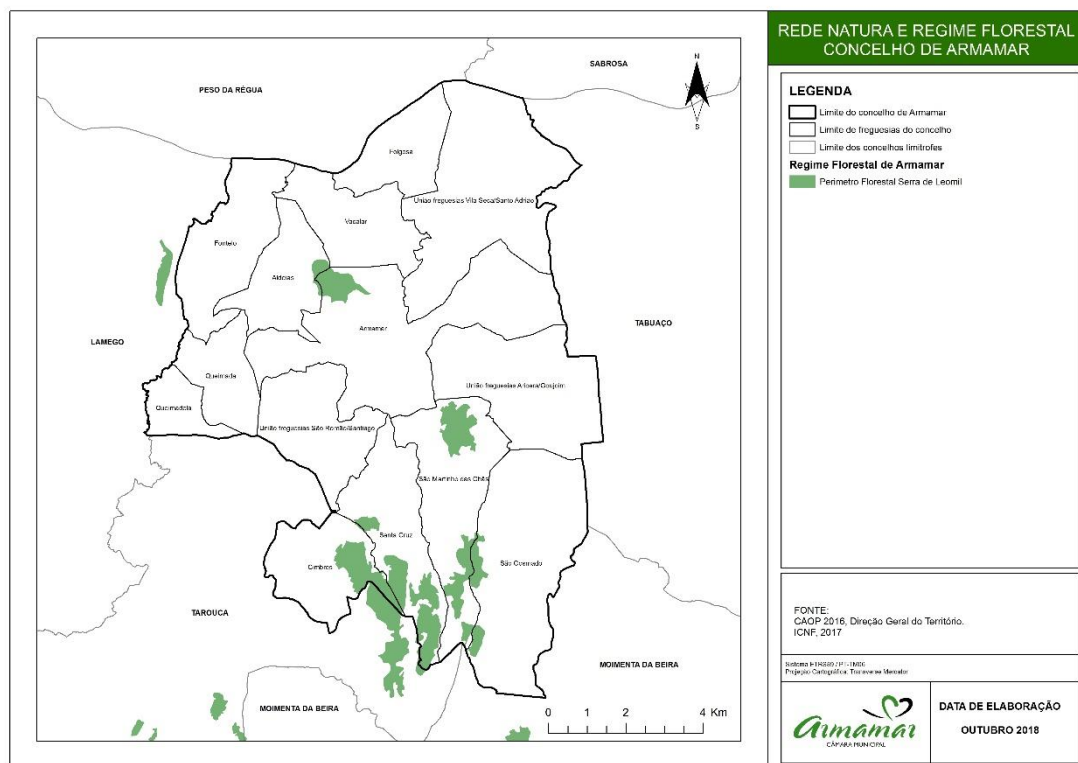 REDE NATURA E REGIME FLORESTAL
CONCELHO DE ARMAMAR
LEGENDA
Limite do concelho de Armamar
Limite de freguesias do concelho
Limite dos concelhos limítrofes
Regime Florestal de Armamar
Perímetro Florestal Serra de Leomil
N
S
SABROSA
PESO DA RÉGUA
Folgosa
União freguesias Vila Seca/Santo Adrião
Vacalar
Fontelo
Aldeias
Armamar
TABUAÇO
LAMEGO
Queimada
União freguesias Aricera/Goujoim
Queimadela
União freguesias São Romão/Santiago
São Martinho das Chãs
Santa Cruz
São Cosmado
Cimbres
TAROUCA
MOIMENTA DA BEIRA
MOIMENTA DA BEIRA
0 1 2 4 Km
FONTE:
CAOP 2016, Direção Geral do Território.
ICNF, 2017
Sistema ETRS89 / PT-TM06
Projeção Cartográfica: Transverse Mercator
Armamar
CÂMARA MUNICIPAL
DATA DE ELABORAÇÃO
OUTUBRO 2018